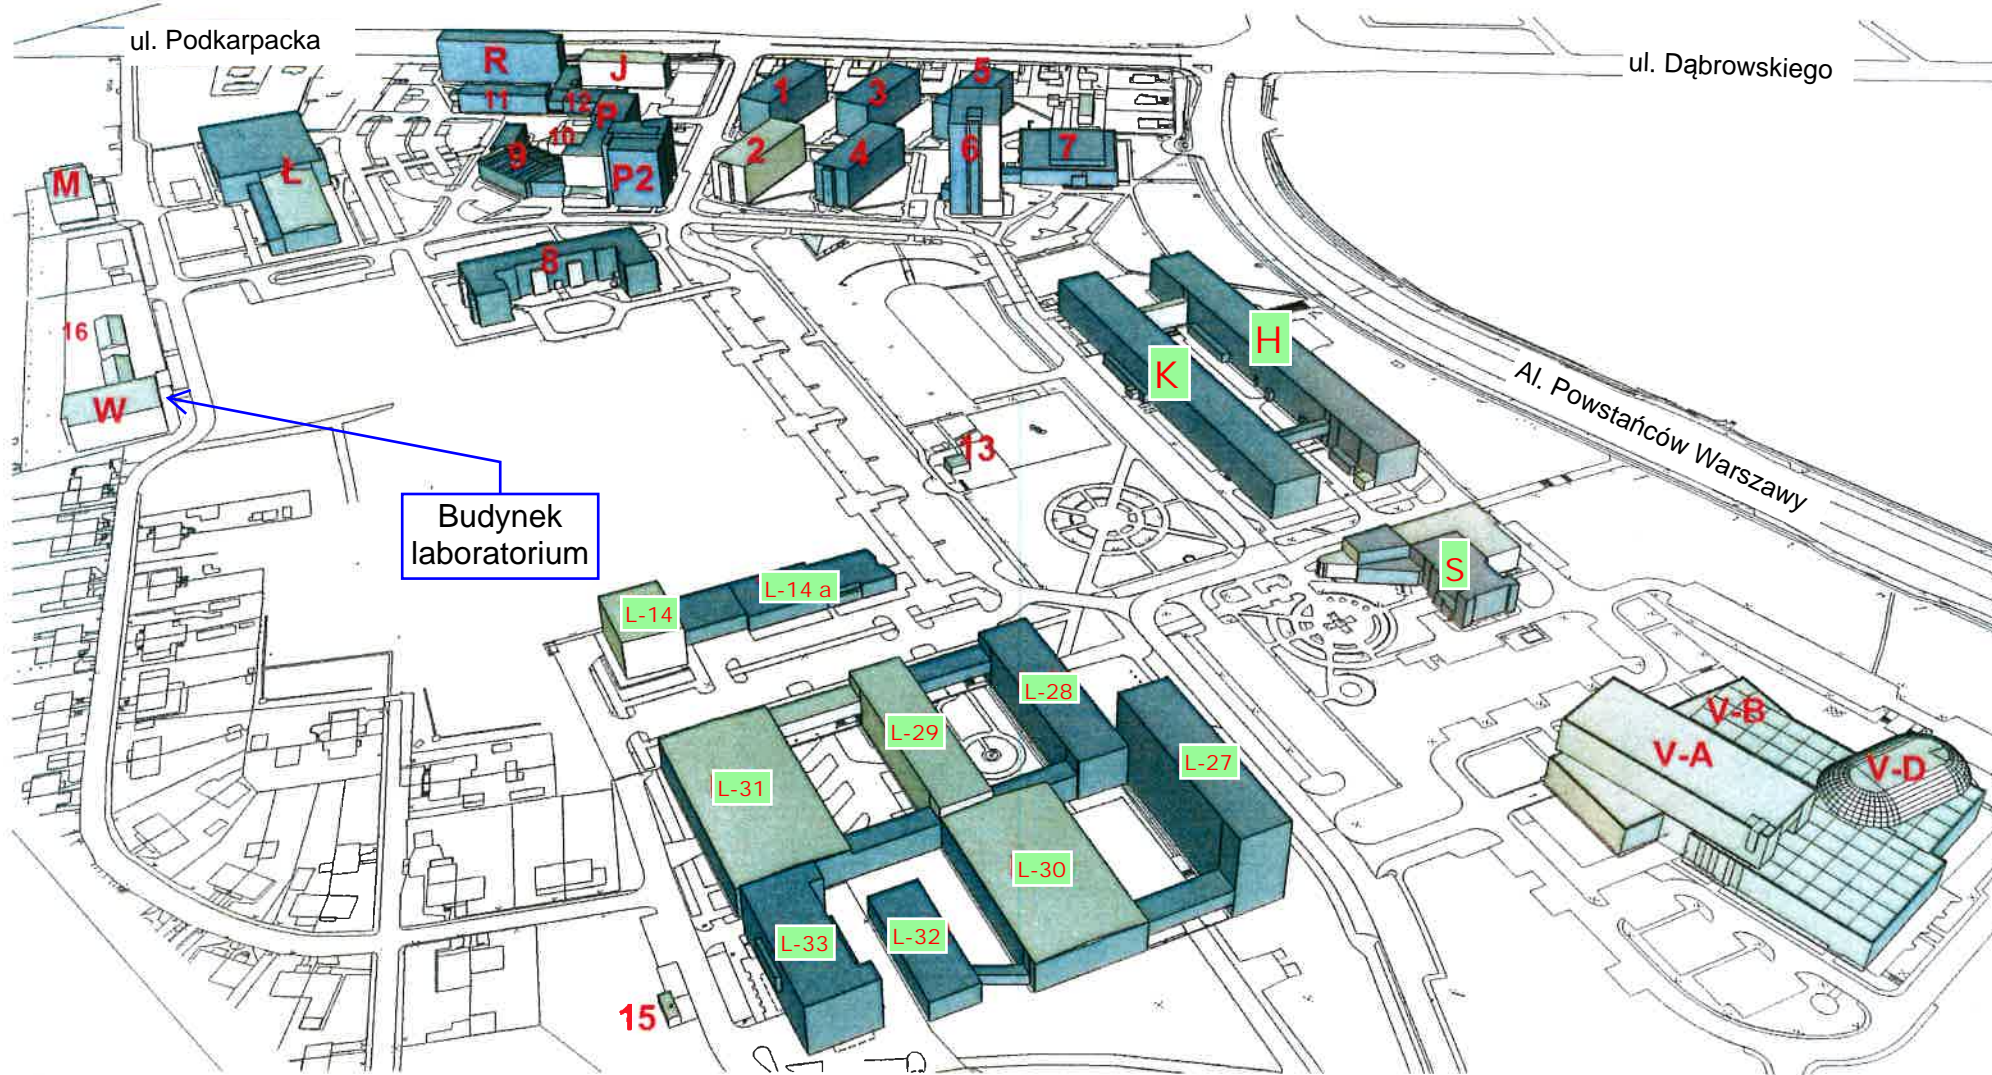 ul. Podkarpacka
ul. Dąbrowskiego
R
J
11
12
P
10
9
P2
1
3
5
2
4
6
7
M
Ł
8
16
W
H
K
Al. Powstańców Warszawy
13
Budynek
laboratorium
S
L-14
L-14 a
L-28
L-29
L-27
L-31
L-30
L-33
L-32
15
V-B
V-A
V-D